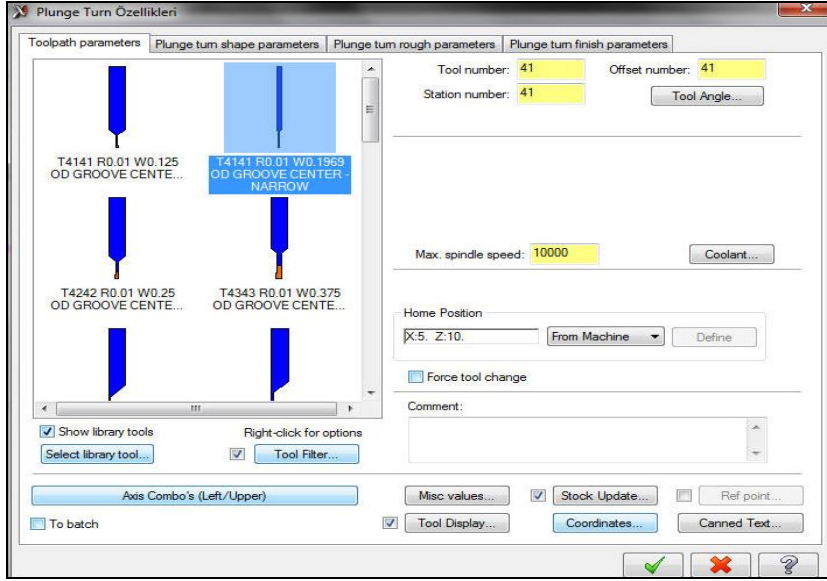 Plunge Turn Özellikleri
Toolpath parameters Plunge turn shape parameters Plunge turn rough parameters Plunge turn finish parameters
Tool number: 41 Offset number: 41
Station number: 41 Tool Angle...
T4141 R0.01 W0.125
OD GROOVE CENTE...
T4141 R0.01 W0.1969
OD GROOVE CENTER -
NARROW
Max. spindle speed: 10000 Coolant...
T4242 R0.01 W0.25
OD GROOVE CENTE...
T4343 R0.01 W0.375
OD GROOVE CENTE...
Home Position
X:5. Z:10. From Machine Define
Force tool change
Comment:
Show library tools Right-click for options
Select library tool... Tool Filter...
Axis Combo's (Left/Upper) Misc values... Stock Update... Ref point...
To batch Tool Display... Coordinates... Canned Text...